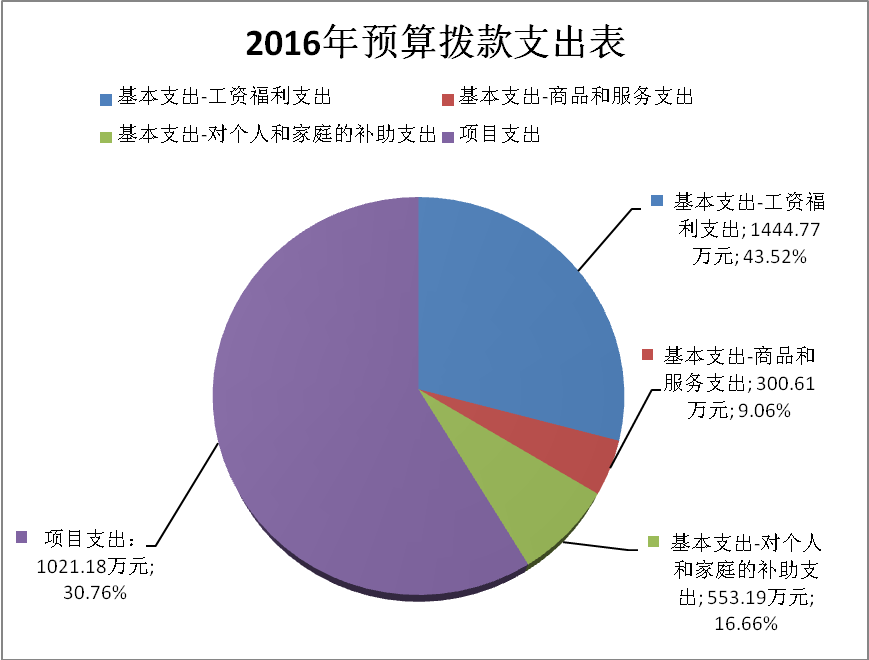 2016年预算拨款支出表
基本支出-工资福利支出
基本支出-商品和服务支出
基本支出-对个人和家庭的补助支出
项目支出
基本支出-工资福
利支出; 1444.77
万元; 43.52%
基本支出-商品和
服务支出; 300.61
万元; 9.06%
基本支出-对个人
和家庭的补助支
出; 553.19万元;
16.66%
项目支出：
1021.18万元;
30.76%